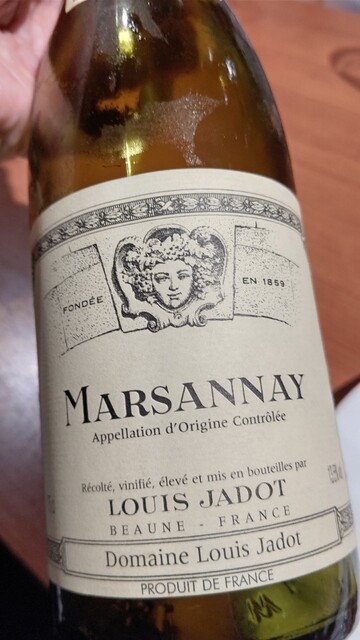 FONDÉE EN 1859
MARSANNAY
Appellation d'Origine Contrôlée
Récolté, vinifié, élevé et mis en bouteilles par
LOUIS JADOT
BEAUNE - FRANCE
Domaine Louis Jadot
PRODUIT DE FRANCE